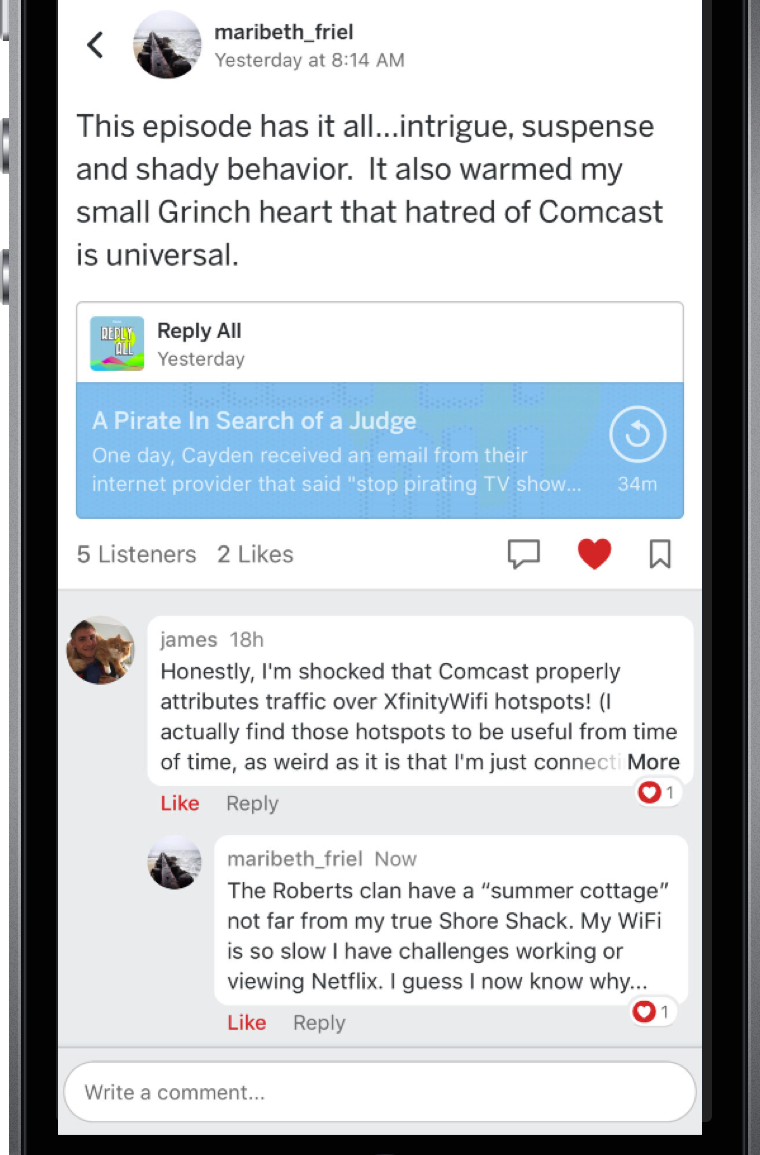 maribeth_friel
Yesterday at 8:14 AM
This episode has it all...intrigue, suspense
and shady behavior.  It also warmed my
small Grinch heart that hatred of Comcast
is universal.
REPLY
ALL
Reply All
Yesterday
A Pirate In Search of a Judge
One day, Cayden received an email from their
internet provider that said "stop pirating TV show...
34m
5 Listeners 2 Likes
james 18h
Honestly, I'm shocked that Comcast properly
attributes traffic over XfinityWifi hotspots! (I
actually find those hotspots to be useful from time
of time, as weird as it is that I'm just connecti More
1
Like Reply
maribeth_friel Now
The Roberts clan have a “summer cottage”
not far from my true Shore Shack. My WiFi
is so slow I have challenges working or
viewing Netflix. I guess I now know why...
1
Like Reply
Write a comment...